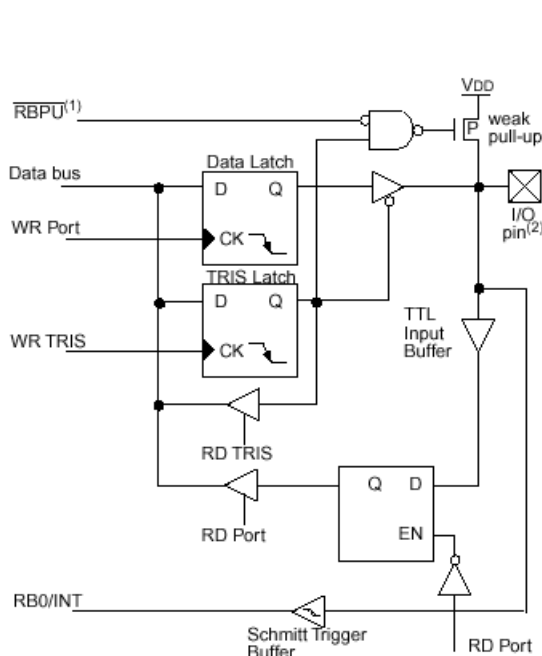 VDD
RBPU(1)
P
weak
pull-up
Data Latch
Data bus
D
Q
I/O
pin(2)
WR Port
CK
TRIS Latch
D
Q
TTL
Input
Buffer
WR TRIS
CK
RD TRIS
Q
D
RD Port
EN
RB0/INT
Schmitt Trigger
Buffer
RD Port